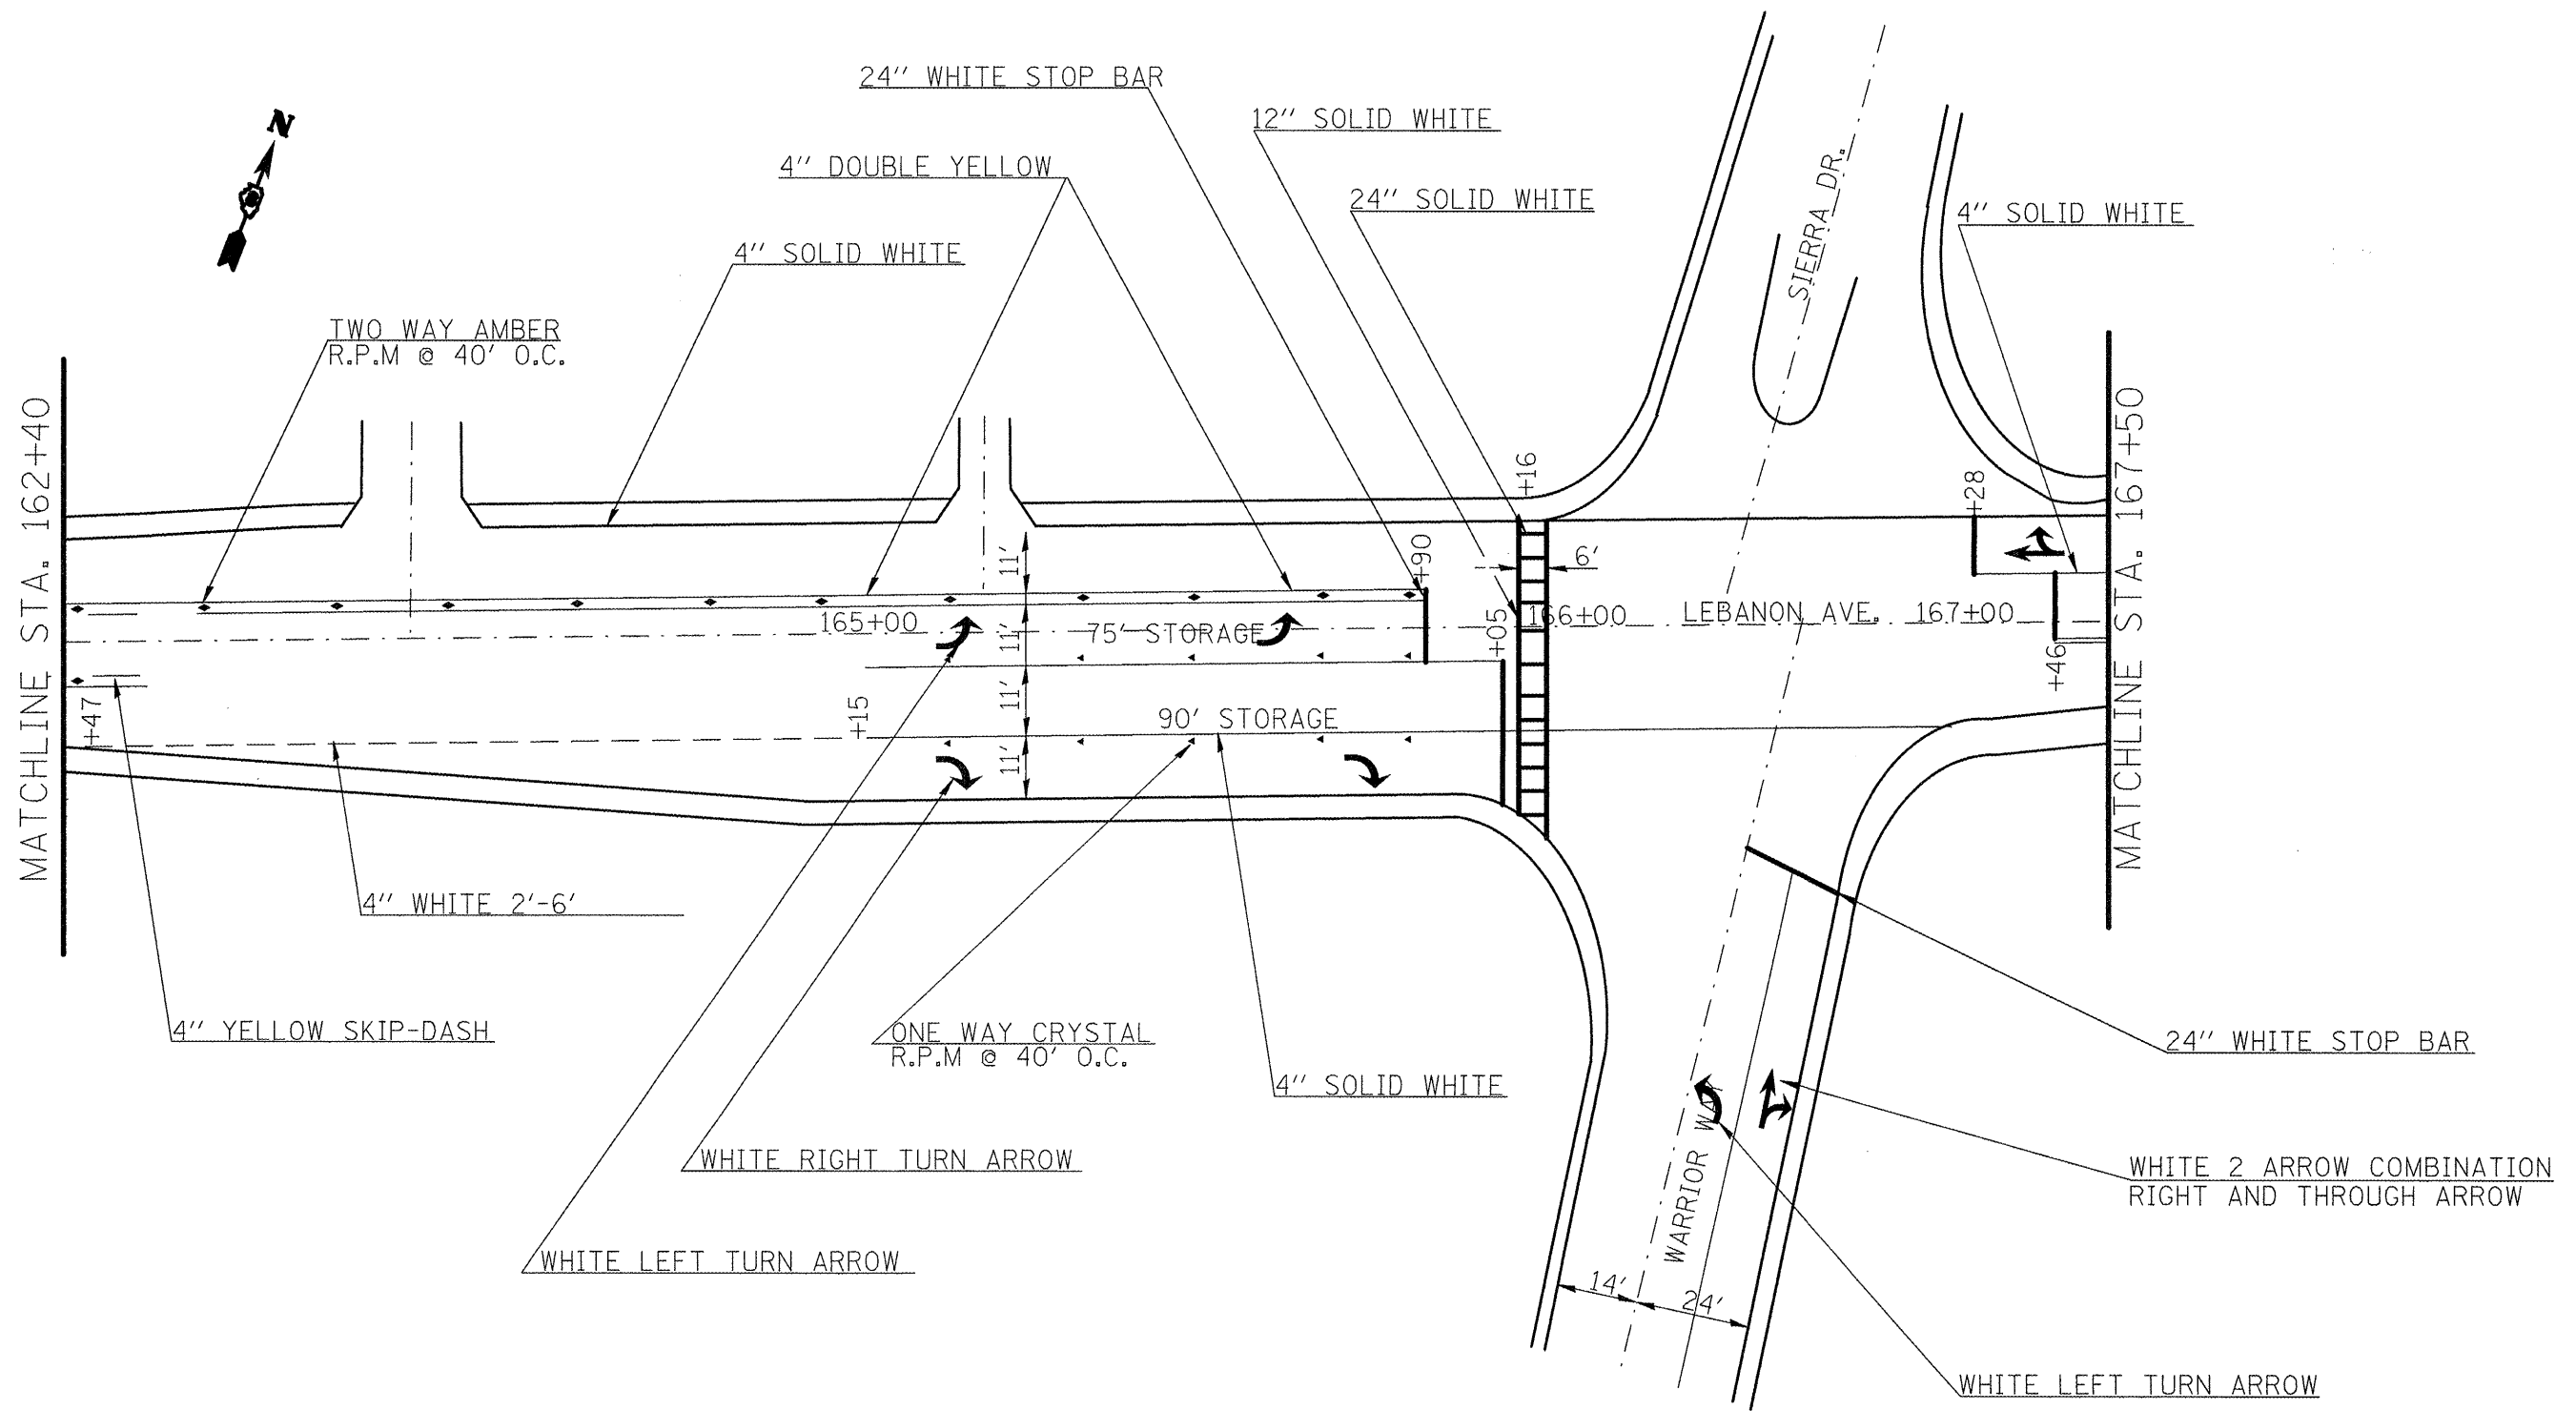 N
24" WHITE STOP BAR
12" SOLID WHITE
4" DOUBLE YELLOW
24" SOLID WHITE
4" SOLID WHITE
4" SOLID WHITE
SIERRA DR.
TWO WAY AMBER
R.P.M @ 40' O.C.
MATCHLINE STA. 162+40
MATCHLINE STA. 167+50
+16
+28
+90
6'
11'
11'
11'
11'
165+00
75' STORAGE
+05
166+00
LEBANON AVE.
167+00
+46
+47
+15
90' STORAGE
4" WHITE 2'-6'
4" YELLOW SKIP-DASH
ONE WAY CRYSTAL
R.P.M @ 40' O.C.
4" SOLID WHITE
24" WHITE STOP BAR
WHITE RIGHT TURN ARROW
WHITE 2 ARROW COMBINATION
RIGHT AND THROUGH ARROW
WARRIOR WAY
WHITE LEFT TURN ARROW
14'
24'
WHITE LEFT TURN ARROW